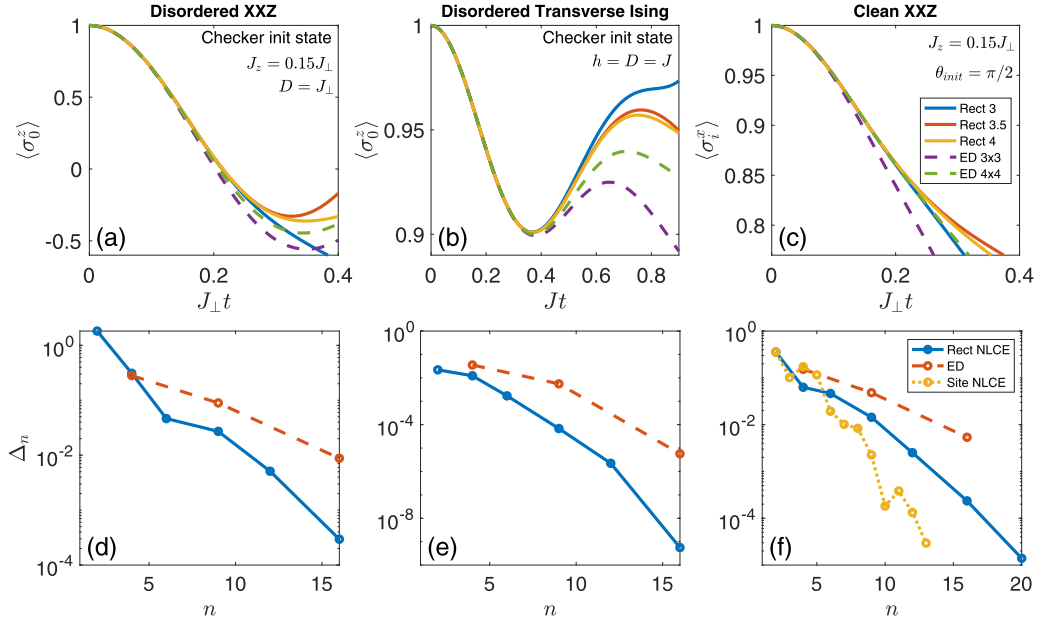 Disordered XXZ
Checker init state
J_z = 0.15J_⊥
D = J_⊥
⟨σ_0^z⟩
1
0.5
0
-0.5
(a)
0
0.2
0.4
J_⊥t
Disordered Transverse Ising
Checker init state
h = D = J
⟨σ_0^z⟩
1
0.95
0.9
(b)
0
0.2
0.4
0.6
0.8
Jt
Clean XXZ
J_z = 0.15J_⊥
θ_init = π/2
Rect 3
Rect 3.5
Rect 4
ED 3x3
ED 4x4
⟨σ_i^x⟩
1
0.95
0.9
0.85
0.8
(c)
0
0.2
0.4
J_⊥t
Δ_n
10^0
10^-2
10^-4
(d)
5
10
15
n
10^0
10^-2
10^-4
10^-6
10^-8
(e)
5
10
15
n
Rect NLCE
ED
Site NLCE
10^0
10^-2
10^-4
(f)
5
10
15
20
n